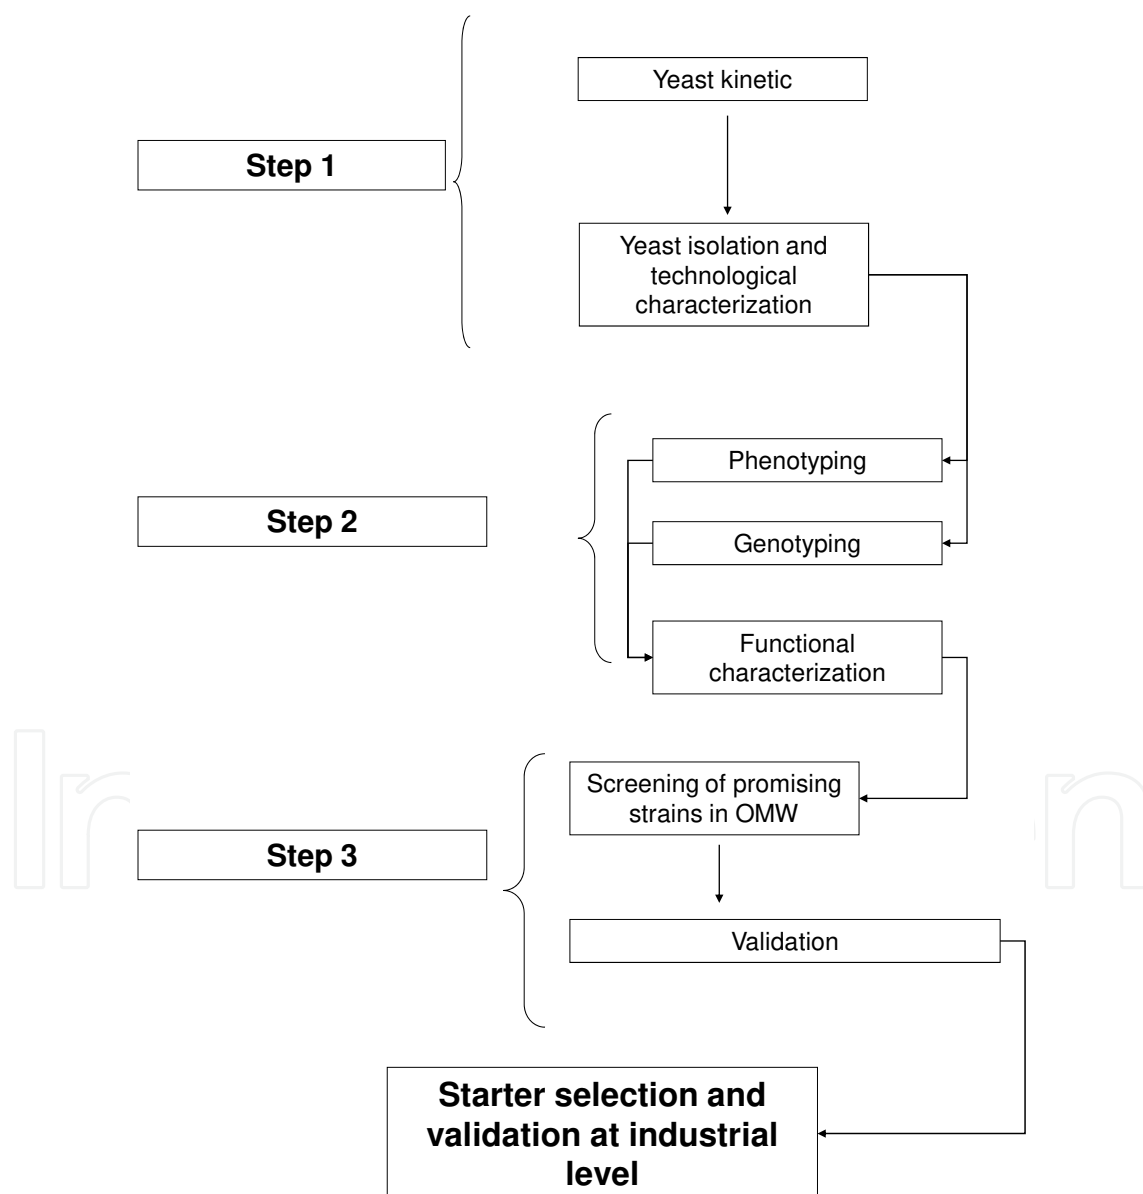 Yeast kinetic
Step 1
Yeast isolation and
technological
characterization
Phenotyping
Step 2
Genotyping
Functional
characterization
Screening of promising
strains in OMW
Step 3
Validation
Starter selection and
validation at industrial
level